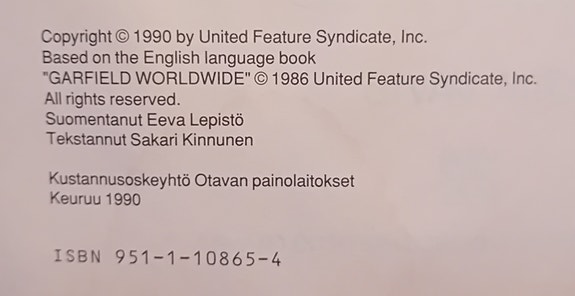 Copyright © 1990 by United Feature Syndicate, Inc.
Based on the English language book
"GARFIELD WORLDWIDE" © 1986 United Feature Syndicate, Inc.
All rights reserved.
Suomentanut Eeva Lepistö
Tekstannut Sakari Kinnunen
Kustannusoskeyhtö Otavan painolaitokset
Keuruu 1990
ISBN 951-1-10865-4